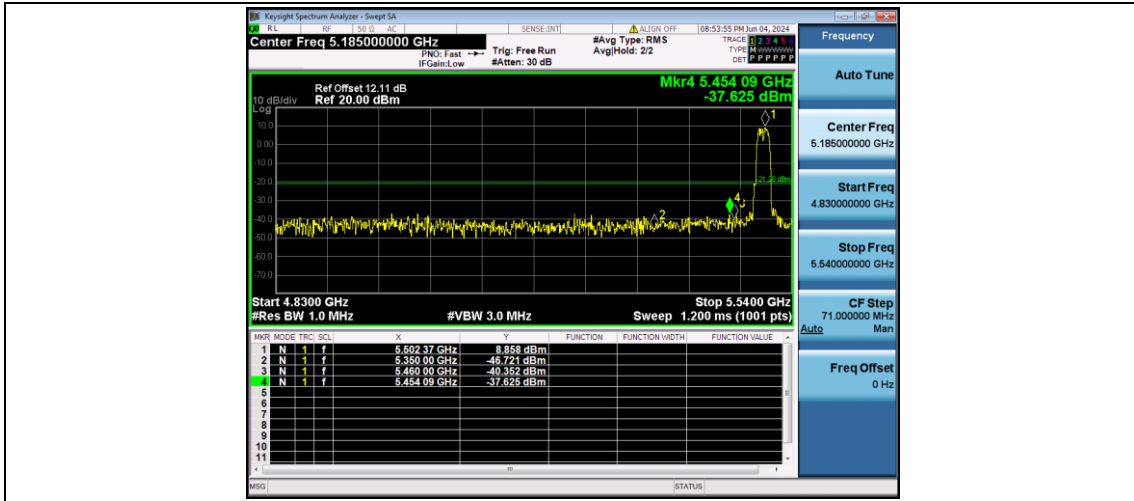 Keysight Spectrum Analyzer - Swept SA
RL RF 50 Ω AC SENSE:INT ALIGN OFF 08:53:55 PM Jun 04, 2024
Center Freq 5.185000000 GHz
PNO: Fast
IFGain:Low
Trig: Free Run
#Atten: 30 dB
#Avg Type: RMS
Avg|Hold: 2/2
TRACE 1 2 3 4 5 6
TYPE M W W W W W
DET P P P P P P
Mkr4 5.454 09 GHz
-37.625 dBm
Ref Offset 12.11 dB
10 dB/div Ref 20.00 dBm
Log
10.0
0.00
-10.0
-20.0
-30.0
-40.0
-50.0
-60.0
-70.0
1
-21.20 dBm
4
3
2
Start 4.8300 GHz Stop 5.5400 GHz
#Res BW 1.0 MHz #VBW 3.0 MHz Sweep 1.200 ms (1001 pts)
MKR MODE TRC SCL X Y FUNCTION FUNCTION WIDTH FUNCTION VALUE
1 N 1 f 5.502 37 GHz 8.858 dBm
2 N 1 f 5.350 00 GHz -46.721 dBm
3 N 1 f 5.460 00 GHz -40.352 dBm
4 N 1 f 5.454 09 GHz -37.625 dBm
5
6
7
8
9
10
11
MSG STATUS
Frequency
Auto Tune
Center Freq
5.185000000 GHz
Start Freq
4.830000000 GHz
Stop Freq
5.540000000 GHz
CF Step
71.000000 MHz
Auto Man
Freq Offset
0 Hz